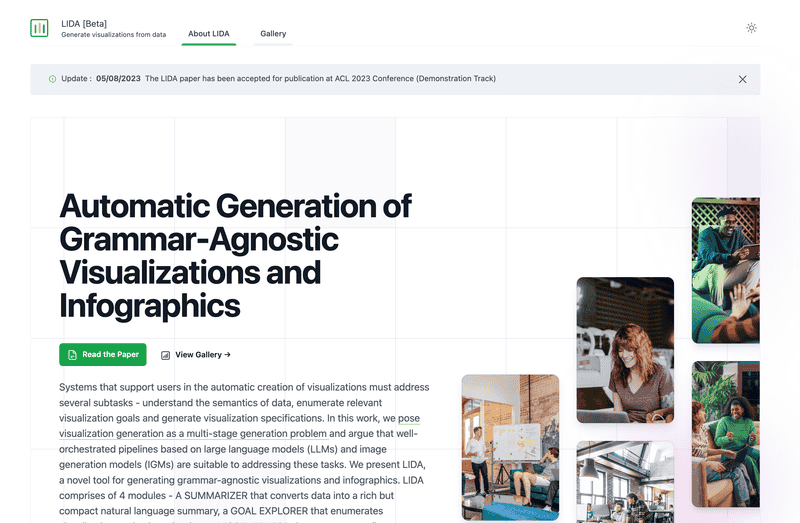 LIDA [Beta]
Generate visualizations from data
About LIDA
Gallery
Update : 05/08/2023 The LIDA paper has been accepted for publication at ACL 2023 Conference (Demonstration Track)
Automatic Generation of
Grammar-Agnostic
Visualizations and
Infographics
Read the Paper
View Gallery →
Systems that support users in the automatic creation of visualizations must address
several subtasks - understand the semantics of data, enumerate relevant
visualization goals and generate visualization specifications. In this work, we pose
visualization generation as a multi-stage generation problem and argue that well-
orchestrated pipelines based on large language models (LLMs) and image
generation models (IGMs) are suitable to addressing these tasks. We present LIDA,
a novel tool for generating grammar-agnostic visualizations and infographics. LIDA
comprises of 4 modules - A SUMMARIZER that converts data into a rich but
compact natural language summary, a GOAL EXPLORER that enumerates